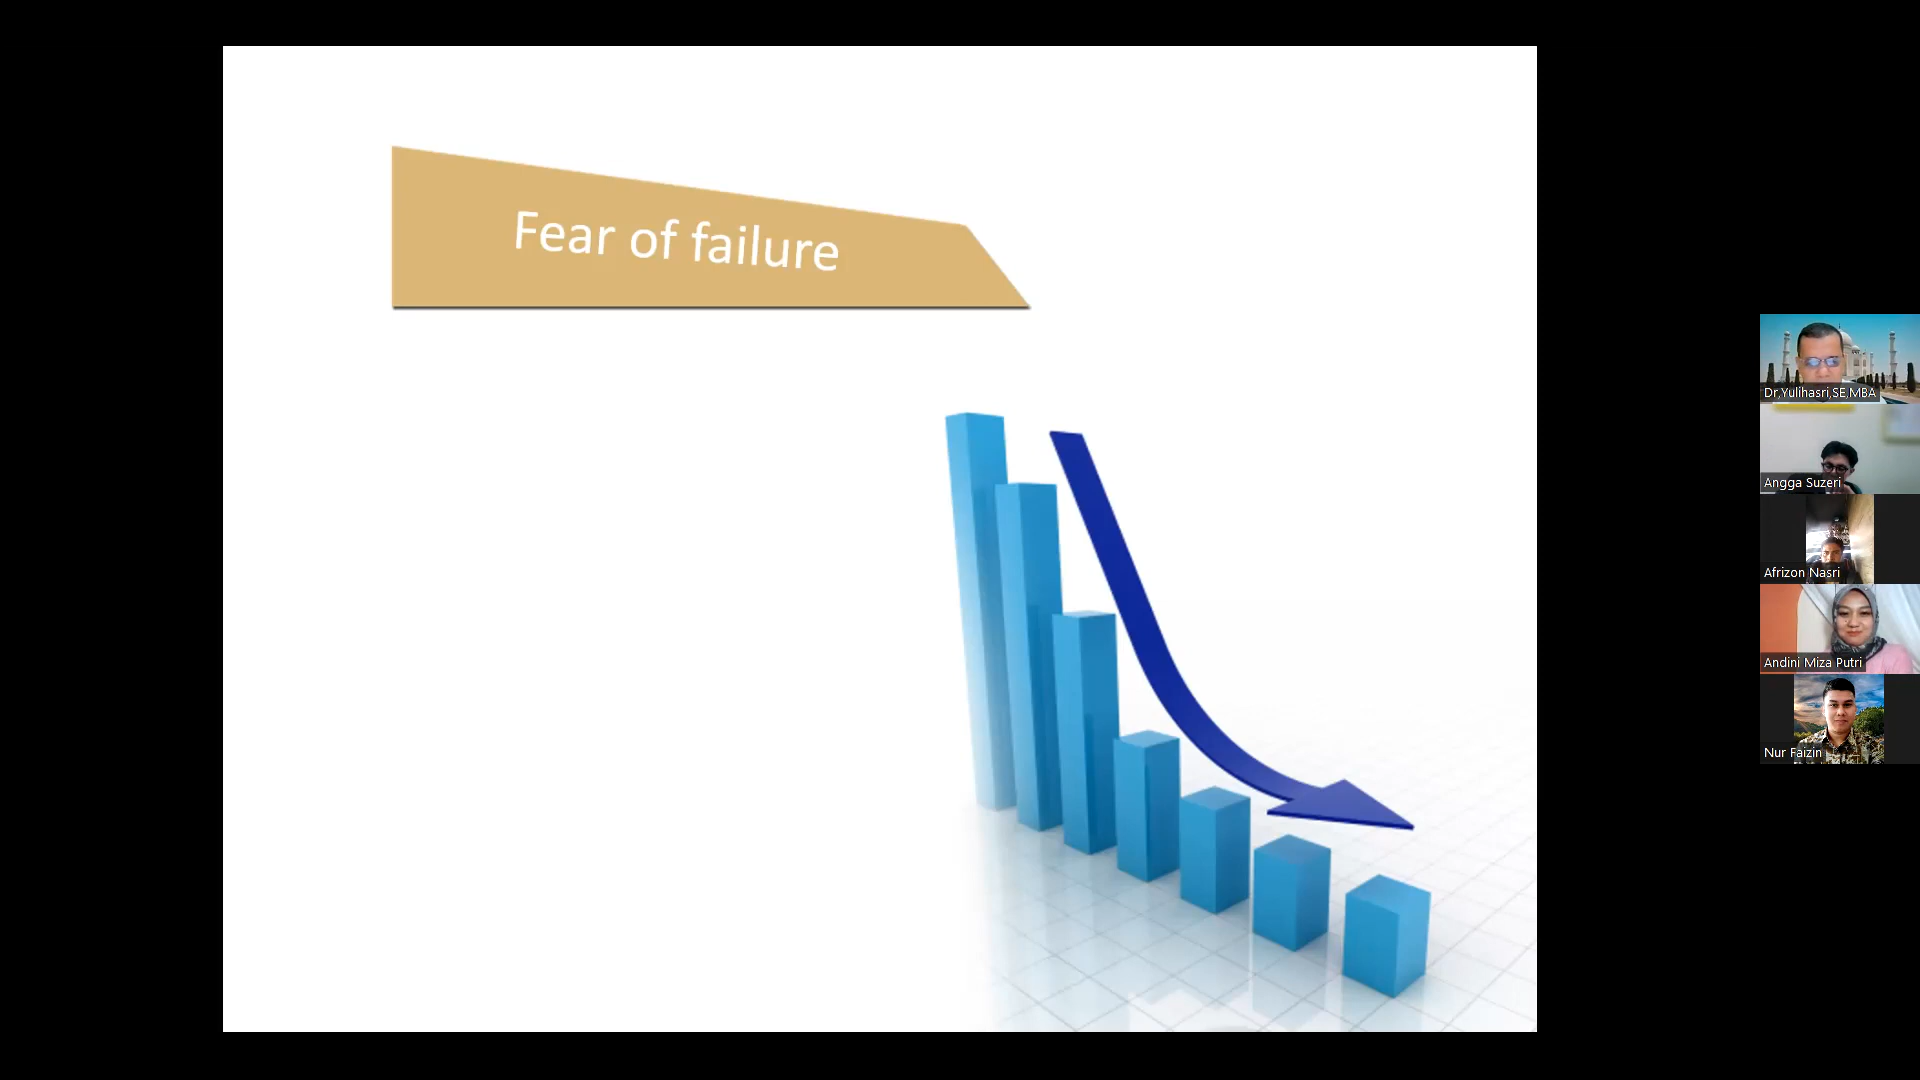 Fear of failure
Dr,Yulihasri,SE,MBA
Angga Suzeri
Afrizon Nasri
Andini Miza Putri
Nur Faizin